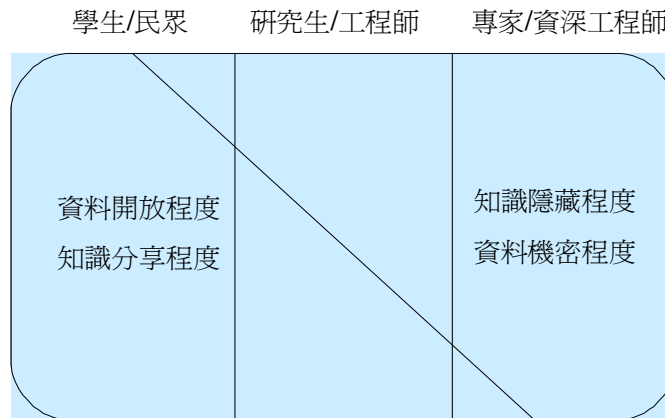 學生/民眾 研究生/工程師 專家/資深工程師
資料開放程度
知識分享程度
知識隱藏程度
資料機密程度